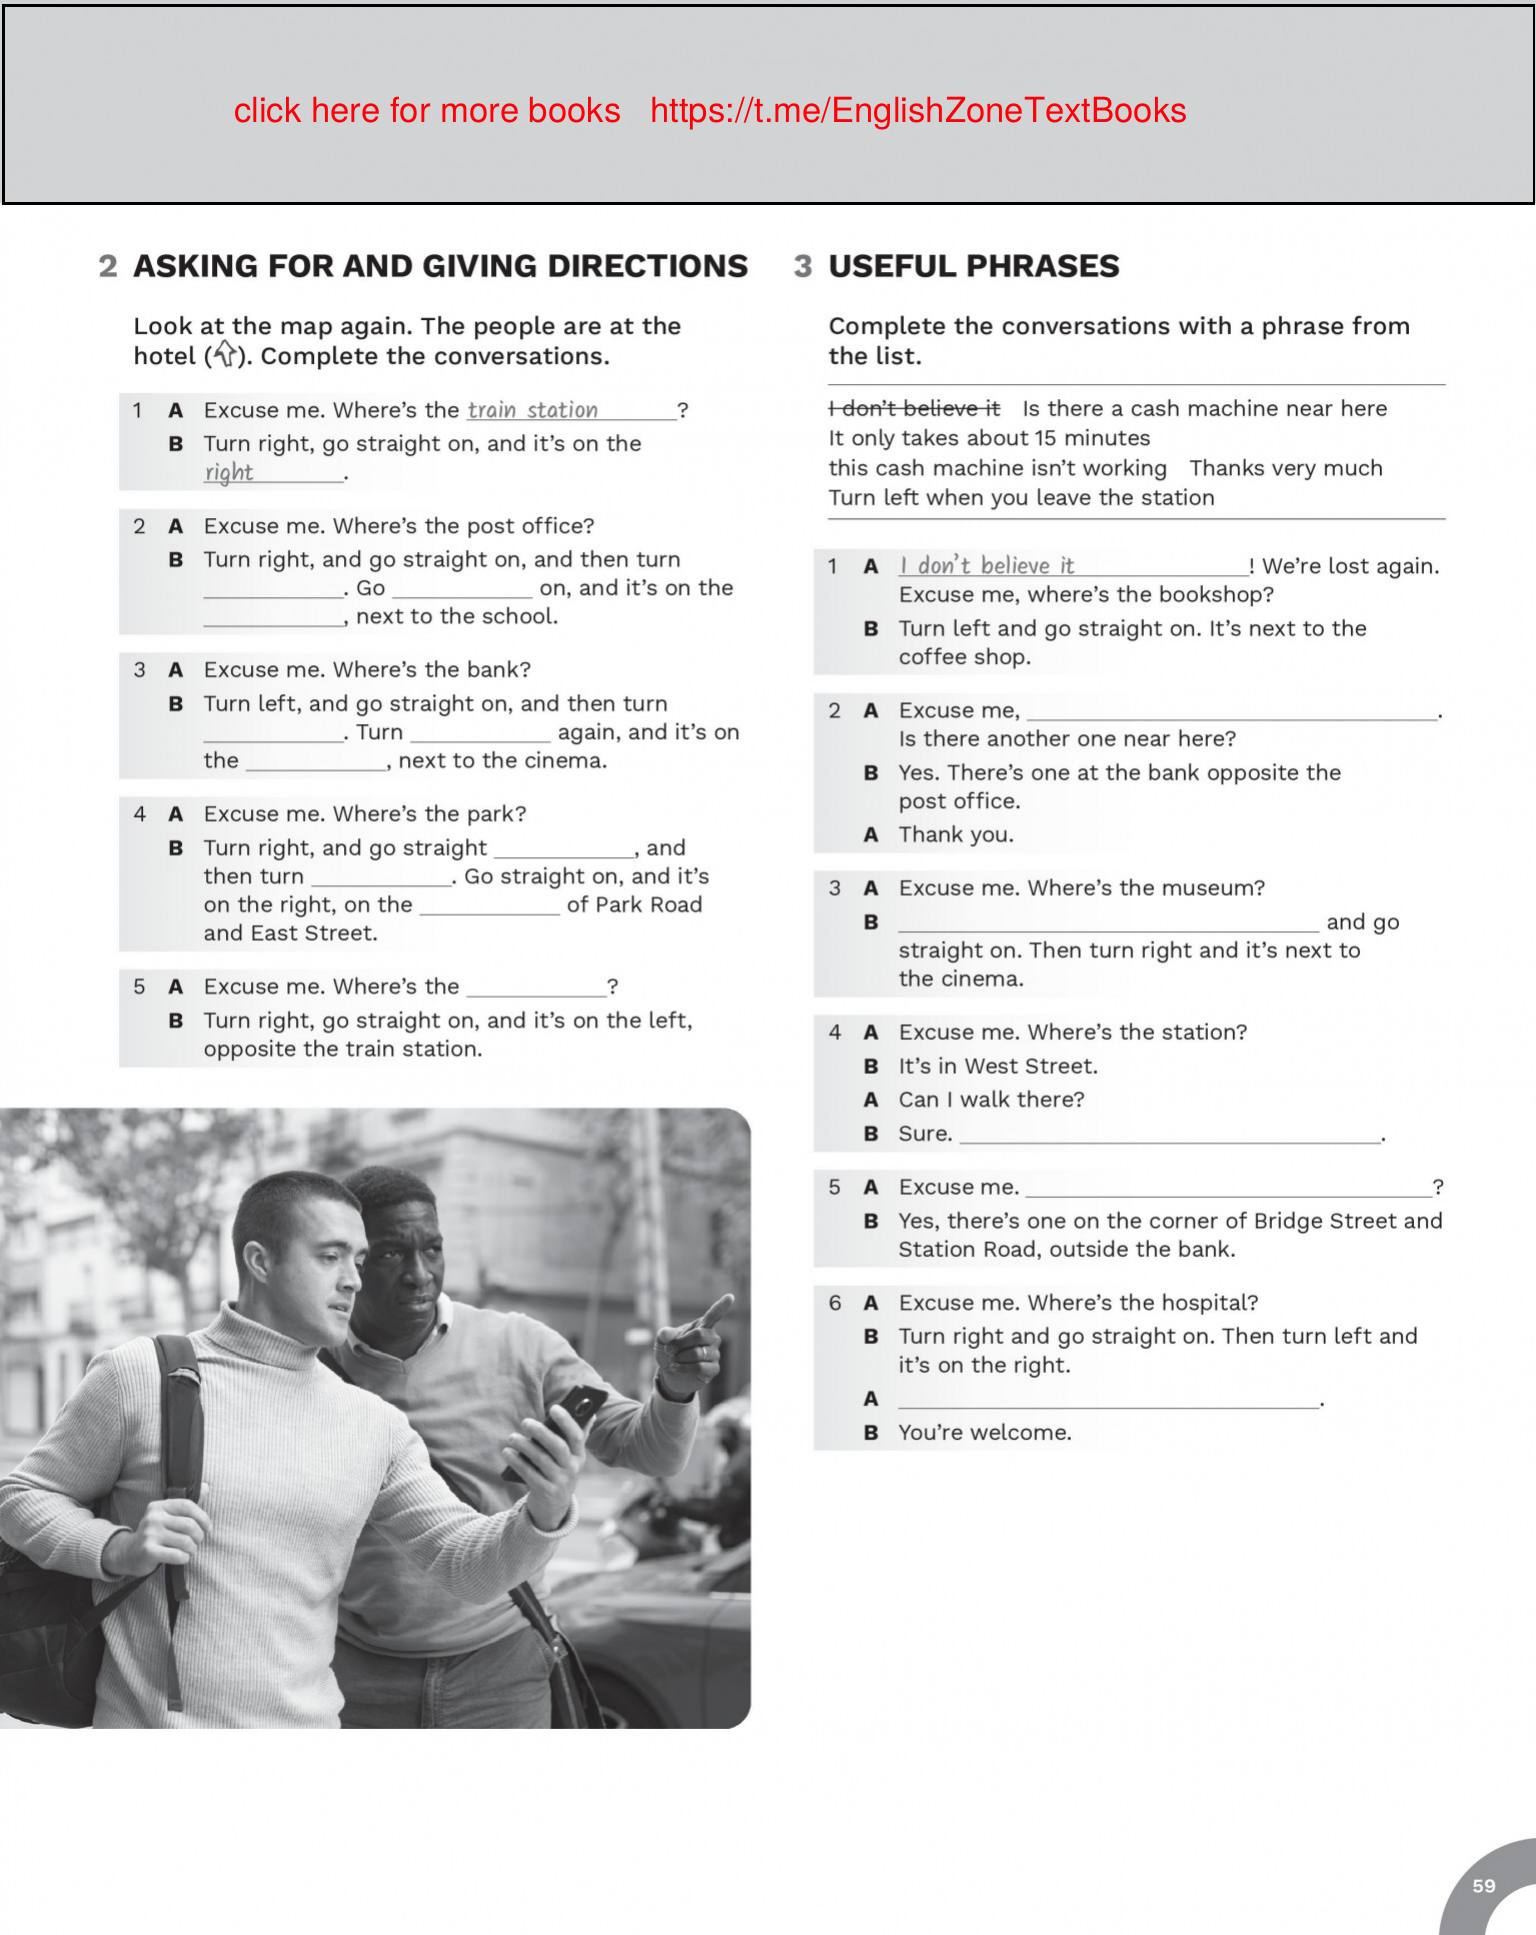 click here for more books https://t.me/EnglishZoneTextBooks
2 ASKING FOR AND GIVING DIRECTIONS
Look at the map again. The people are at the
hotel (). Complete the conversations.
1 A Excuse me. Where's the train station ?
B Turn right, go straight on, and it's on the
right .
2 A Excuse me. Where's the post office?
B Turn right, and go straight on, and then turn
____________. Go ____________ on, and it's on the
____________, next to the school.
3 A Excuse me. Where's the bank?
B Turn left, and go straight on, and then turn
____________. Turn ____________ again, and it's on
the ____________, next to the cinema.
4 A Excuse me. Where's the park?
B Turn right, and go straight ____________, and
then turn ____________. Go straight on, and it's
on the right, on the ____________ of Park Road
and East Street.
5 A Excuse me. Where's the ____________?
B Turn right, go straight on, and it's on the left,
opposite the train station.
3 USEFUL PHRASES
Complete the conversations with a phrase from
the list.
I don't believe it Is there a cash machine near here
It only takes about 15 minutes
this cash machine isn't working Thanks very much
Turn left when you leave the station
1 A I don't believe it ! We're lost again.
Excuse me, where's the bookshop?
B Turn left and go straight on. It's next to the
coffee shop.
2 A Excuse me, ____________.
Is there another one near here?
B Yes. There's one at the bank opposite the
post office.
A Thank you.
3 A Excuse me. Where's the museum?
B ____________ and go
straight on. Then turn right and it's next to
the cinema.
4 A Excuse me. Where's the station?
B It's in West Street.
A Can I walk there?
B Sure. ____________.
5 A Excuse me. ____________?
B Yes, there's one on the corner of Bridge Street and
Station Road, outside the bank.
6 A Excuse me. Where's the hospital?
B Turn right and go straight on. Then turn left and
it's on the right.
A ____________.
B You're welcome.
59